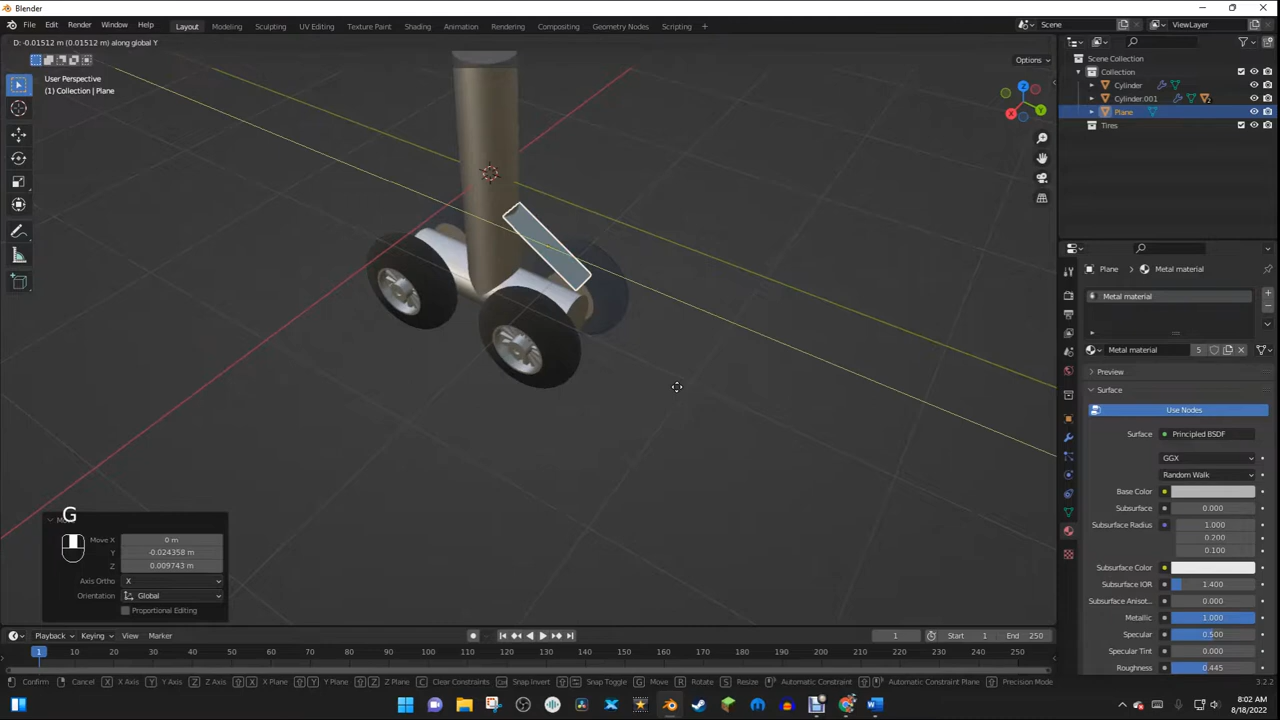 Blender
File Edit Render Window Help Layout Modeling Sculpting UV Editing Texture Paint Shading Animation Rendering Compositing Geometry Nodes Scripting + Scene ViewLayer
D: -0.01512 m (0.01512 m) along global Y
Options
User Perspective
(1) Collection | Plane
Scene Collection
Collection
Cylinder
Cylinder.001
Plane
Tires
Plane > Metal material
Metal material
Metal material 5
Preview
Surface
Use Nodes
Surface Principled BSDF
GGX
Random Walk
Base Color
Subsurface 0.000
Subsurface Radius 1.000
0.200
0.100
Subsurface Color
Subsurface IOR 1.400
Subsurface Anisot... 0.000
Metallic 1.000
Specular 0.500
Specular Tint 0.000
Roughness 0.445
G
Move X 0 m
Y -0.024358 m
Z 0.009743 m
Axis Ortho X
Orientation Global
Proportional Editing
Playback Keying View Marker 1 Start 1 End 250
1 10 20 30 40 50 60 70 80 90 100 110 120 130 140 150 160 170 180 190 200 210 220 230 240 250
Confirm Cancel X X Axis Y Y Axis Z Z Axis X X Plane Y Y Plane Z Z Plane C Clear Constraints Snap Invert Snap Toggle G Move R Rotate S Resize Automatic Constraint Automatic Constraint Plane Precision Mode 3.2.2
8:02 AM
8/18/2022